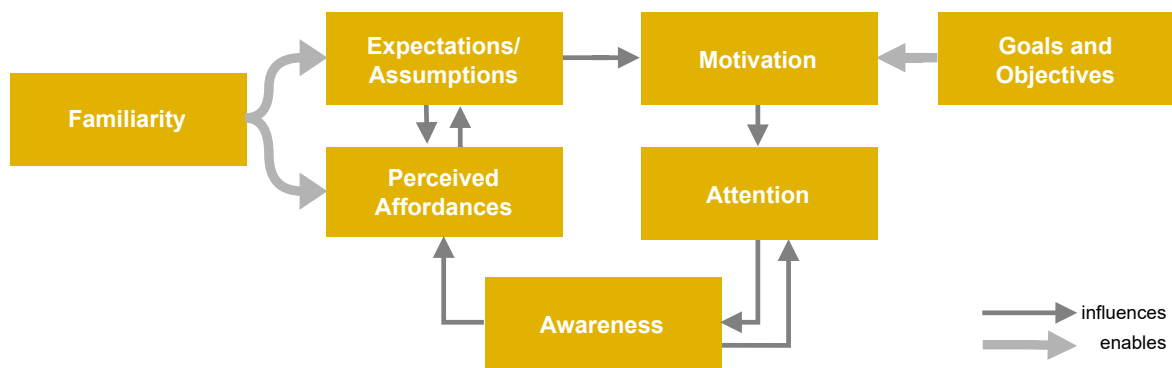 Familiarity
Expectations/
Assumptions
Perceived
Affordances
Motivation
Attention
Goals and
Objectives
Awareness
influences
enables